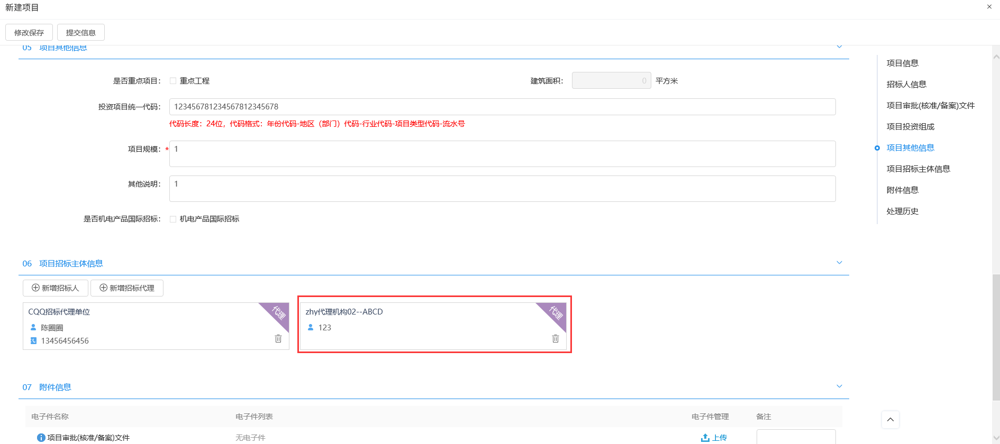 新建项目
修改保存 提交信息
05 项目其他信息
是否重点项目： 重点工程 建筑面积： 0 平方米
投资项目统一代码： 123456781234567812345678
代码长度：24位，代码格式：年份代码-地区（部门）代码-行业代码-项目类型代码-流水号
项目规模： * 1
其他说明： 1
是否机电产品国际招标： 机电产品国际招标
06 项目招标主体信息
新增招标人 新增招标代理
CQQ招标代理单位 代理
陈圈圈
13456456456
zhy代理机构02--ABCD 代理
123
07 附件信息
电子件名称 电子件列表 电子件管理 备注
项目审批(核准/备案)文件 无电子件 上传
项目信息
招标人信息
项目审批(核准/备案)文件
项目投资组成
项目其他信息
项目招标主体信息
附件信息
处理历史